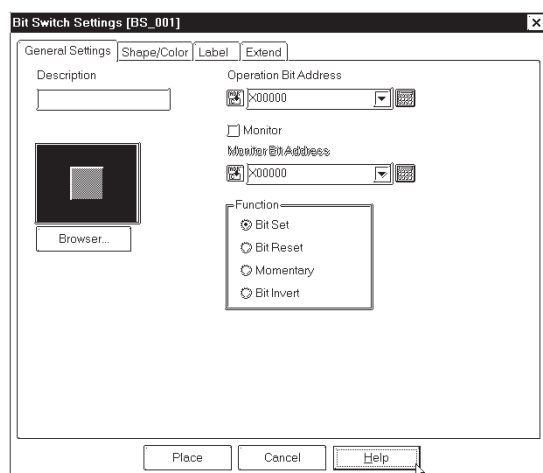 Bit Switch Settings [BS_001]
General Settings Shape/Color Label Extend
Description
Operation Bit Address
X00000
Monitor
Monitor Bit Address
X00000
Browser...
Function
Bit Set
Bit Reset
Momentary
Bit Invert
Place Cancel Help